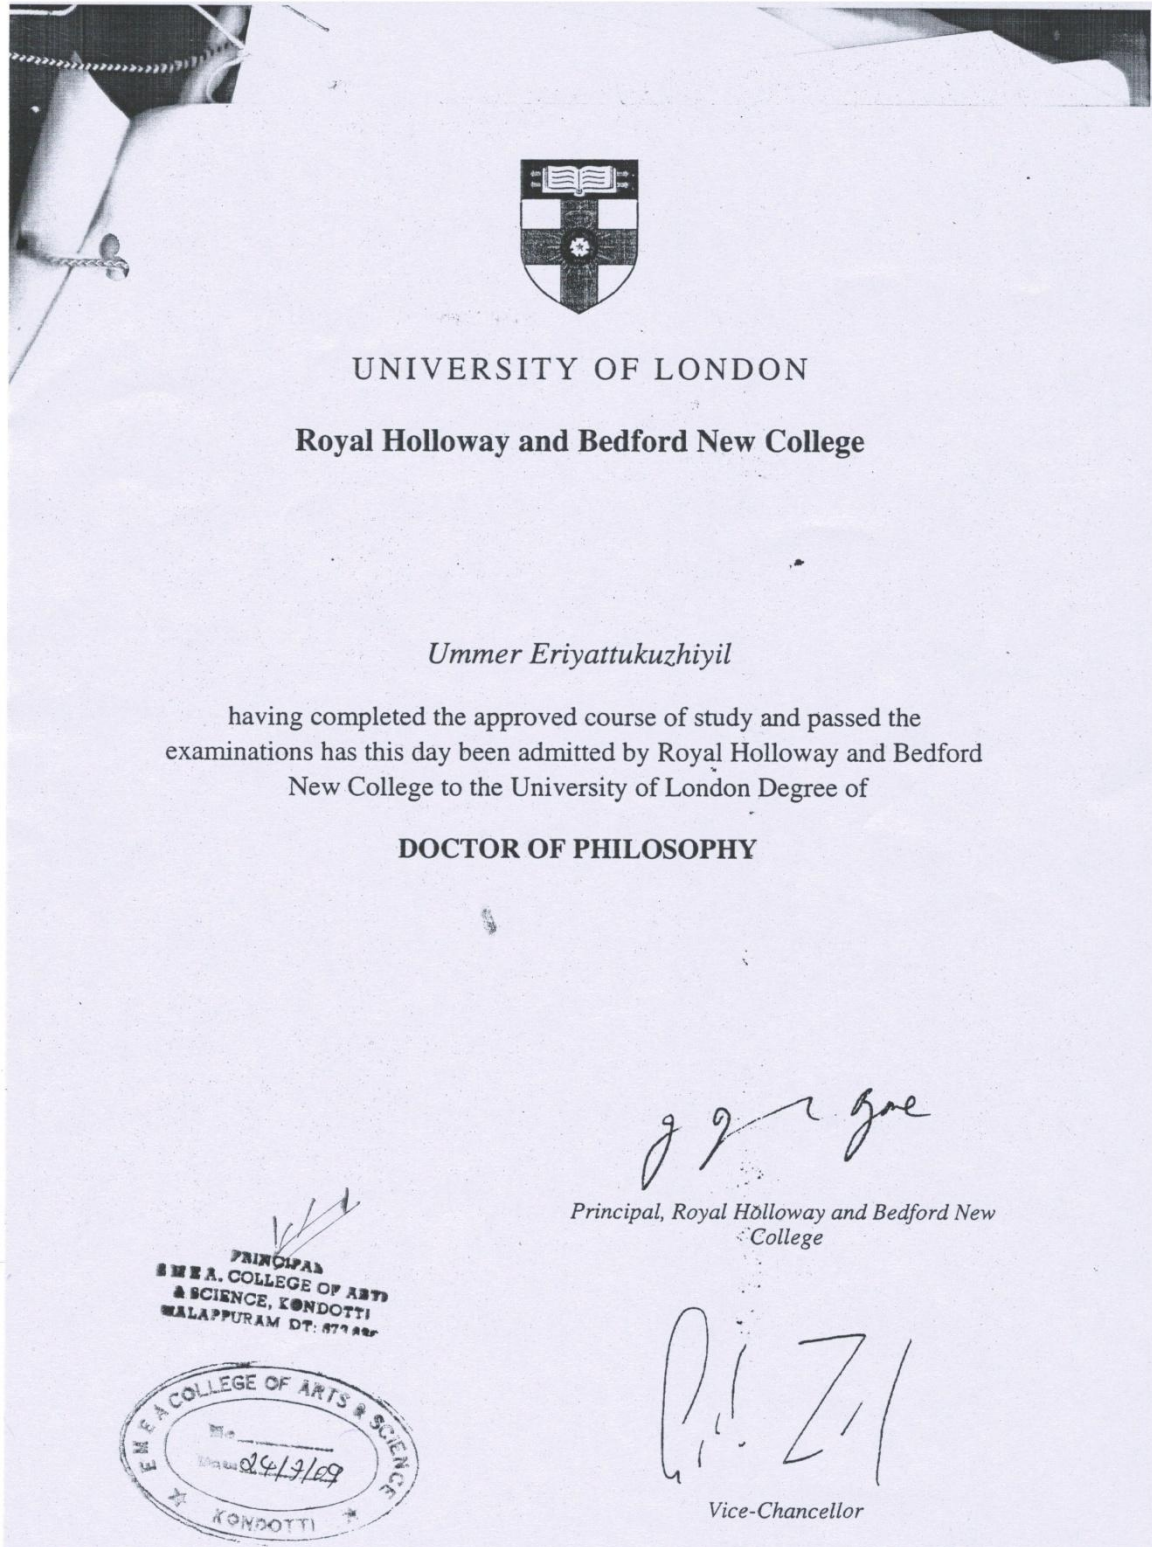 UNIVERSITY OF LONDON
Royal Holloway and Bedford New College
Ummer Eriyattukuzhiyil
having completed the approved course of study and passed the
examinations has this day been admitted by Royal Holloway and Bedford
New College to the University of London Degree of
DOCTOR OF PHILOSOPHY
Principal, Royal Holloway and Bedford New
College
PRINCIPAL
E M E A. COLLEGE OF ARTS
& SCIENCE, KONDOTTI
MALAPPURAM DT:
E M E A COLLEGE OF ARTS & SCIENCE
No
Date
KONDOTTI
Vice-Chancellor